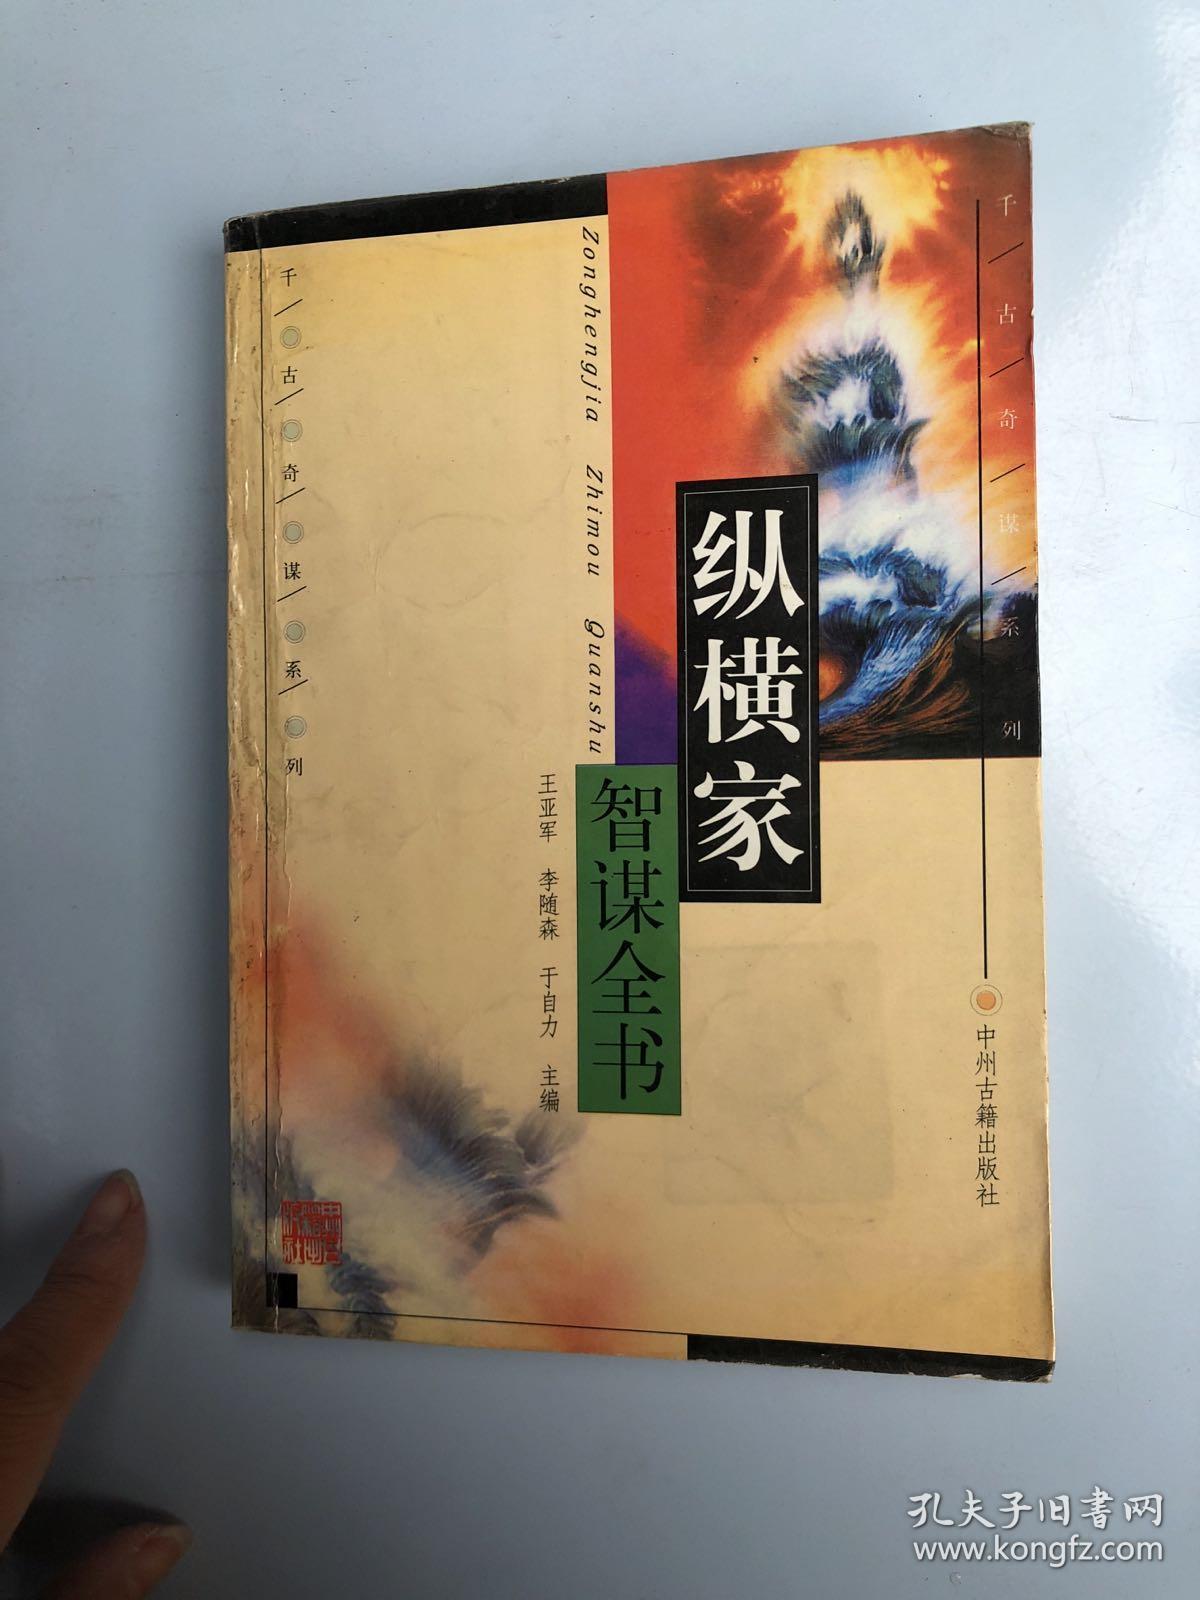 千/古/奇/谋/系/列
Zonghengjia Zhimou Quanshu
纵横家
智谋全书
王亚军 李随森 于自力 主编
千/古/奇/谋/系/列
中州古籍出版社
孔夫子旧书网
www.kongfz.com